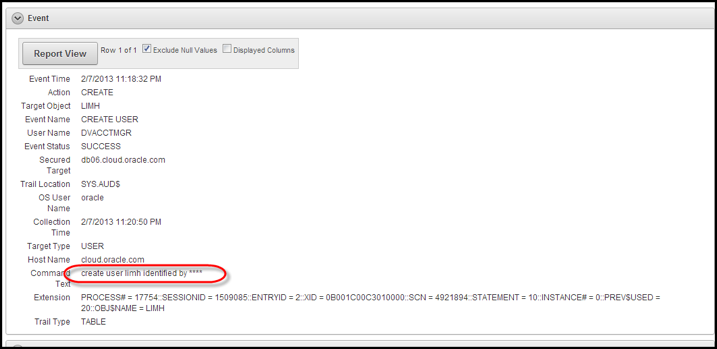 Event
Report View Row 1 of 1 Exclude Null Values Displayed Columns
Event Time 2/7/2013 11:18:32 PM
Action CREATE
Target Object LIMH
Event Name CREATE USER
User Name DVACCTMGR
Event Status SUCCESS
Secured Target db06.cloud.oracle.com
Trail Location SYS.AUD$
OS User Name oracle
Collection Time 2/7/2013 11:20:50 PM
Target Type USER
Host Name cloud.oracle.com
Command Text create user limh identified by ****
Extension PROCESS# = 17754::SESSIONID = 1509085::ENTRYID = 2::XID = 0B001C00C3010000::SCN = 4921894::STATEMENT = 10::INSTANCE# = 0::PREV$USED =
20::OBJ$NAME = LIMH
Trail Type TABLE